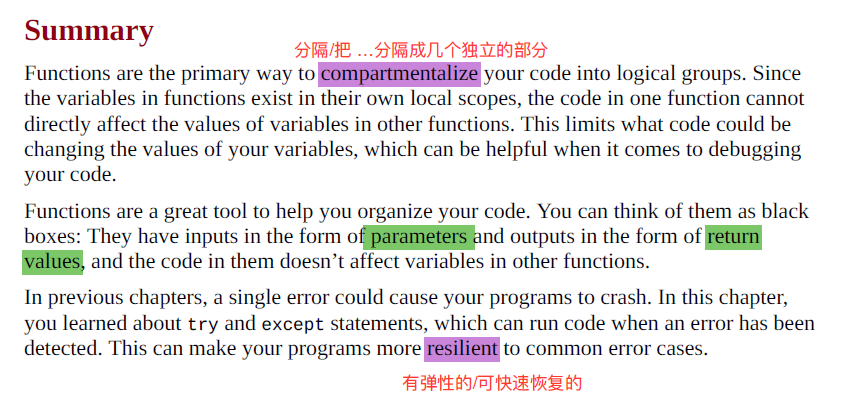 Summary
分隔/把 ...分隔成几个独立的部分
Functions are the primary way to compartmentalize your code into logical groups. Since
the variables in functions exist in their own local scopes, the code in one function cannot
directly affect the values of variables in other functions. This limits what code could be
changing the values of your variables, which can be helpful when it comes to debugging
your code.
Functions are a great tool to help you organize your code. You can think of them as black
boxes: They have inputs in the form of parameters and outputs in the form of return
values, and the code in them doesn’t affect variables in other functions.
In previous chapters, a single error could cause your programs to crash. In this chapter,
you learned about try and except statements, which can run code when an error has been
detected. This can make your programs more resilient to common error cases.
有弹性的/可快速恢复的